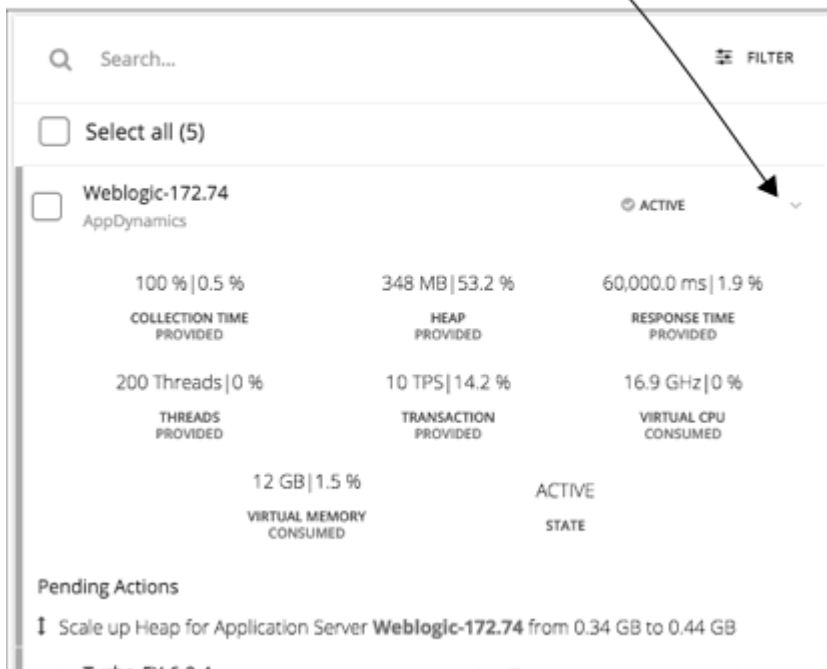 Search...
FILTER
Select all (5)
Weblogic-172.74
AppDynamics
ACTIVE
100 %|0.5 %
COLLECTION TIME
PROVIDED
348 MB|53.2 %
HEAP
PROVIDED
60,000.0 ms|1.9 %
RESPONSE TIME
PROVIDED
200 Threads|0 %
THREADS
PROVIDED
10 TPS|14.2 %
TRANSACTION
PROVIDED
16.9 GHz|0 %
VIRTUAL CPU
CONSUMED
12 GB|1.5 %
VIRTUAL MEMORY
CONSUMED
ACTIVE
STATE
Pending Actions
Scale up Heap for Application Server Weblogic-172.74 from 0.34 GB to 0.44 GB